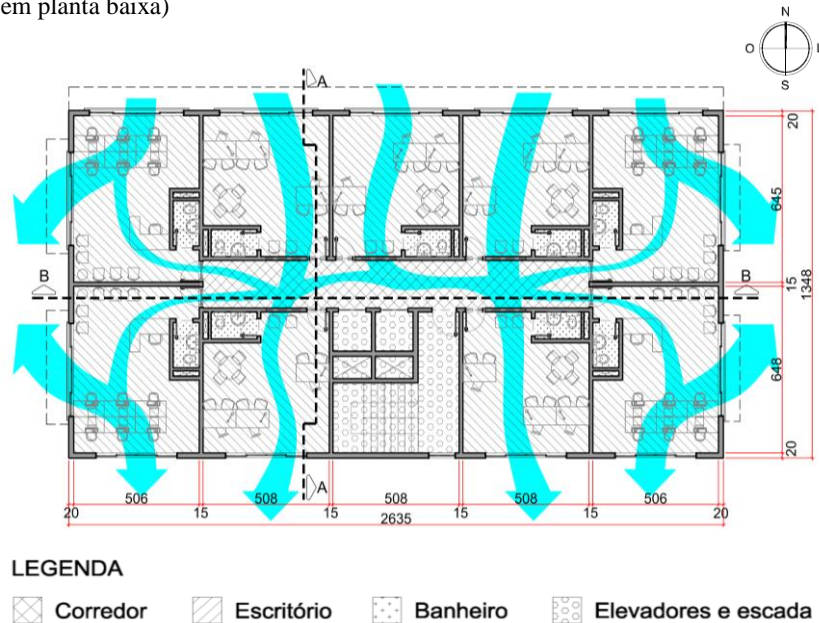 em planta baixa)
N
O L
S
A
20
645
B B
15
1348
648
20
A
506 508 508 508 506
20 15 15 15 15 20
2635
LEGENDA
Corredor Escritório Banheiro Elevadores e escada